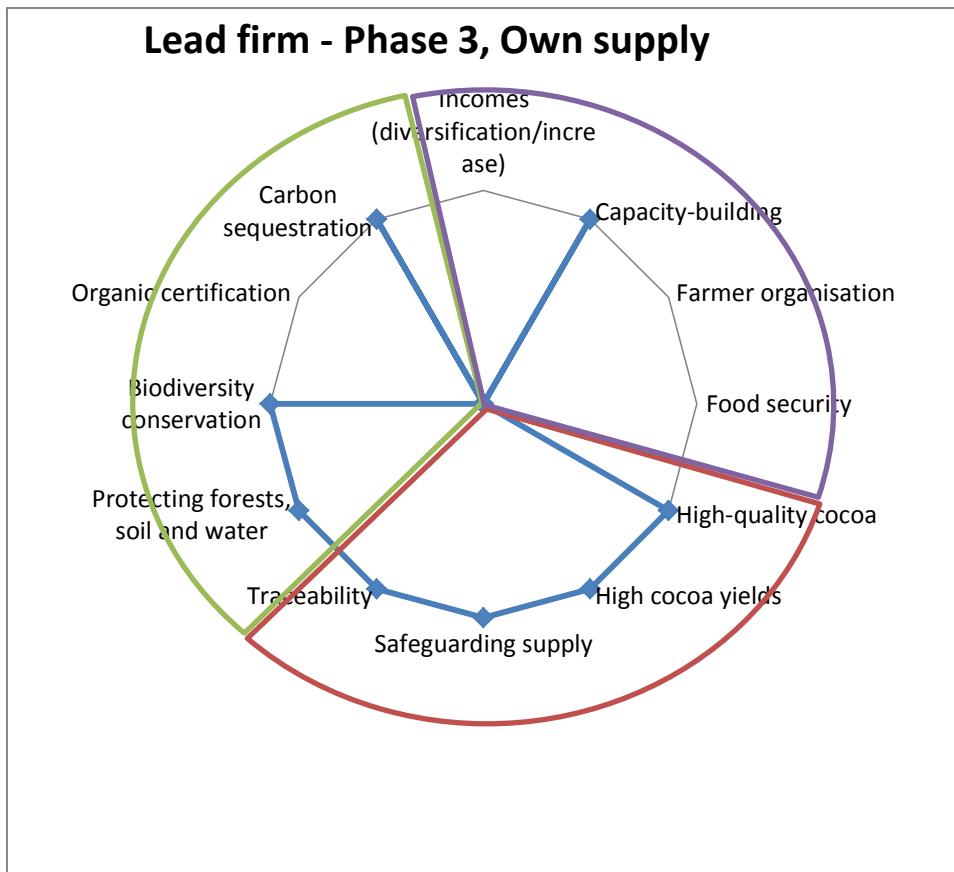 Lead firm - Phase 3, Own supply
Incomes
(diversification/incre
ase)
Capacity-building
Farmer organisation
Food security
High-quality cocoa
High cocoa yields
Safeguarding supply
Traceability
Protecting forests,
soil and water
Biodiversity
conservation
Organic certification
Carbon
sequestration